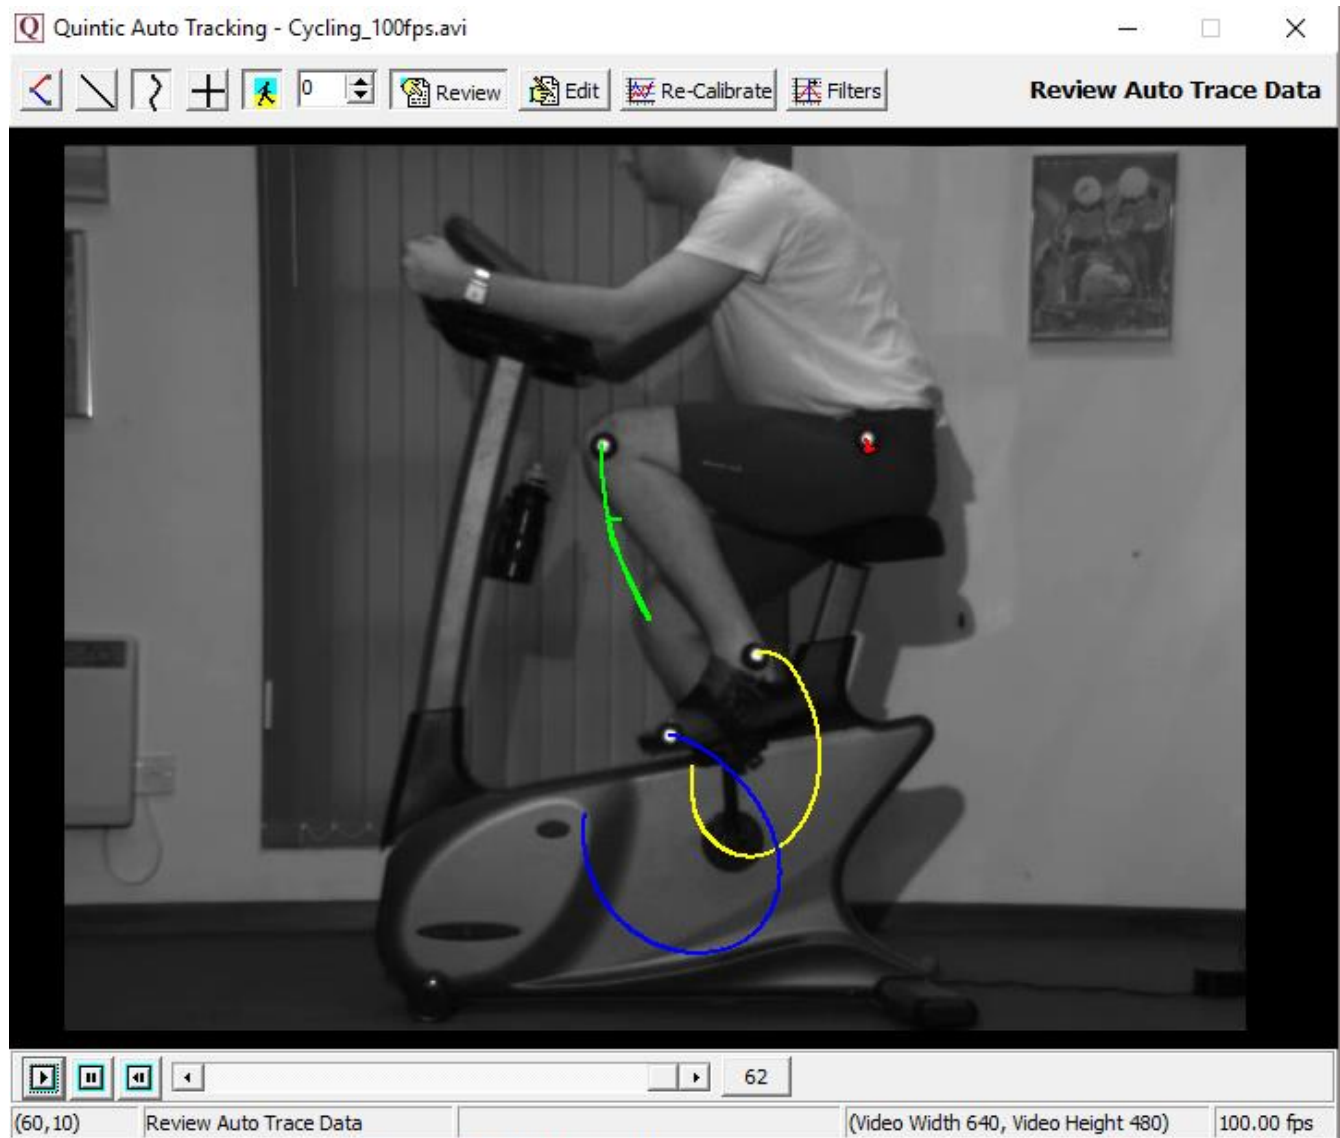 Q Quintic Auto Tracking - Cycling_100fps.avi
0 Review Edit Re-Calibrate Filters Review Auto Trace Data
62
(60,10) Review Auto Trace Data (Video Width 640, Video Height 480) 100.00 fps